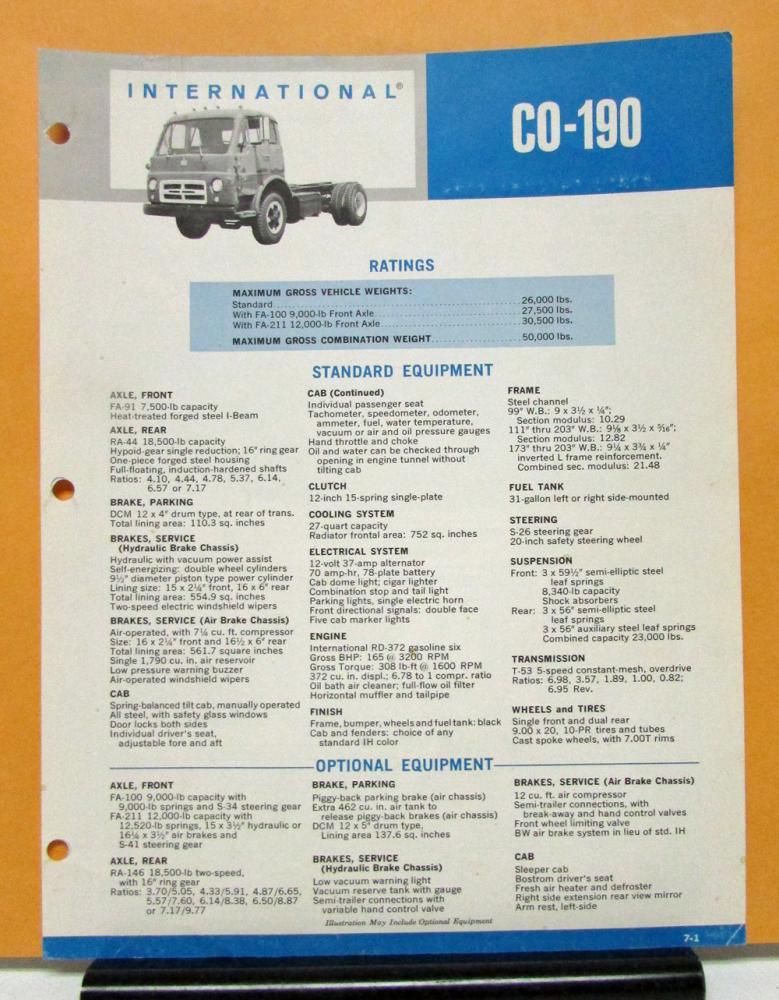 INTERNATIONAL®
CO-190
RATINGS
MAXIMUM GROSS VEHICLE WEIGHTS:
Standard 26,000 lbs.
With FA-100 9,000-lb Front Axle 27,500 lbs.
With FA-211 12,000-lb Front Axle 30,500 lbs.
MAXIMUM GROSS COMBINATION WEIGHT 50,000 lbs.
STANDARD EQUIPMENT
AXLE, FRONT
FA-91 7,500-lb capacity
Heat-treated forged steel I-Beam
AXLE, REAR
RA-44 18,500-lb capacity
Hypoid-gear single reduction; 16" ring gear
One-piece forged steel housing
Full-floating, induction-hardened shafts
Ratios: 4.10, 4.44, 4.78, 5.37, 6.14,
6.57 or 7.17
BRAKE, PARKING
DCM 12 x 4" drum type, at rear of trans.
Total lining area: 110.3 sq. inches
BRAKES, SERVICE
(Hydraulic Brake Chassis)
Hydraulic with vacuum power assist
Self-energizing: double wheel cylinders
9½" diameter piston type power cylinder
Lining size: 15 x 2¼" front, 16 x 6" rear
Total lining area: 554.9 sq. inches
Two-speed electric windshield wipers
BRAKES, SERVICE (Air Brake Chassis)
Air-operated, with 7¼ cu. ft. compressor
Size: 16 x 2¼" front and 16½ x 6" rear
Total lining area: 561.7 square inches
Single 1,790 cu. in. air reservoir
Low pressure warning buzzer
Air-operated windshield wipers
CAB
Spring-balanced tilt cab, manually operated
All steel, with safety glass windows
Door locks both sides
Individual driver's seat,
adjustable fore and aft
CAB (Continued)
Individual passenger seat
Tachometer, speedometer, odometer,
ammeter, fuel, water temperature,
vacuum or air and oil pressure gauges
Hand throttle and choke
Oil and water can be checked through
opening in engine tunnel without
tilting cab
CLUTCH
12-inch 15-spring single-plate
COOLING SYSTEM
27-quart capacity
Radiator frontal area: 752 sq. inches
ELECTRICAL SYSTEM
12-volt 37-amp alternator
70 amp-hr, 78-plate battery
Cab dome light; cigar lighter
Combination stop and tail light
Parking lights, single electric horn
Front directional signals: double face
Five cab marker lights
ENGINE
International RD-372 gasoline six
Gross BHP: 165 @ 3200 RPM
Gross Torque: 308 lb-ft @ 1600 RPM
372 cu. in. displ.; 6.78 to 1 compr. ratio
Oil bath air cleaner; full-flow oil filter
Horizontal muffler and tailpipe
FINISH
Frame, bumper, wheels and fuel tank: black
Cab and fenders: choice of any
standard IH color
FRAME
Steel channel
99" W.B.: 9 x 3½ x ¼";
Section modulus: 10.29
111" thru 203" W.B.: 9⅛ x 3½ x 5/16";
Section modulus: 12.82
173" thru 203" W.B.: 9¼ x 3¾ x ¼"
inverted L frame reinforcement.
Combined sec. modulus: 21.48
FUEL TANK
31-gallon left or right side-mounted
STEERING
S-26 steering gear
20-inch safety steering wheel
SUSPENSION
Front: 3 x 59½" semi-elliptic steel
leaf springs
8,340-lb capacity
Shock absorbers
Rear: 3 x 56" semi-elliptic steel
leaf springs
3 x 56" auxiliary steel leaf springs
Combined capacity 23,000 lbs.
TRANSMISSION
T-53 5-speed constant-mesh, overdrive
Ratios: 6.98, 3.57, 1.89, 1.00, 0.82;
6.95 Rev.
WHEELS and TIRES
Single front and dual rear
9.00 x 20, 10-PR tires and tubes
Cast spoke wheels, with 7.00T rims
OPTIONAL EQUIPMENT
AXLE, FRONT
FA-100 9,000-lb capacity with
9,000-lb springs and S-34 steering gear
FA-211 12,000-lb capacity with
12,520-lb springs, 15 x 3½" hydraulic or
16¼ x 3½" air brakes and
S-41 steering gear
AXLE, REAR
RA-146 18,500-lb two-speed,
with 16" ring gear
Ratios: 3.70/5.05, 4.33/5.91, 4.87/6.65,
5.57/7.60, 6.14/8.38, 6.50/8.87
or 7.17/9.77
BRAKE, PARKING
Piggy-back parking brake (air chassis)
Extra 462 cu. in. air tank to
release piggy-back brakes (air chassis)
DCM 12 x 5" drum type,
Lining area 137.6 sq. inches
BRAKES, SERVICE
(Hydraulic Brake Chassis)
Low vacuum warning light
Vacuum reserve tank with gauge
Semi-trailer connections with
variable hand control valve
BRAKES, SERVICE (Air Brake Chassis)
12 cu. ft. air compressor
Semi-trailer connections, with
break-away and hand control valves
Front wheel limiting valve
BW air brake system in lieu of std. IH
CAB
Sleeper cab
Bostrom driver's seat
Fresh air heater and defroster
Right side extension rear view mirror
Arm rest, left-side
Illustration May Include Optional Equipment
7-1